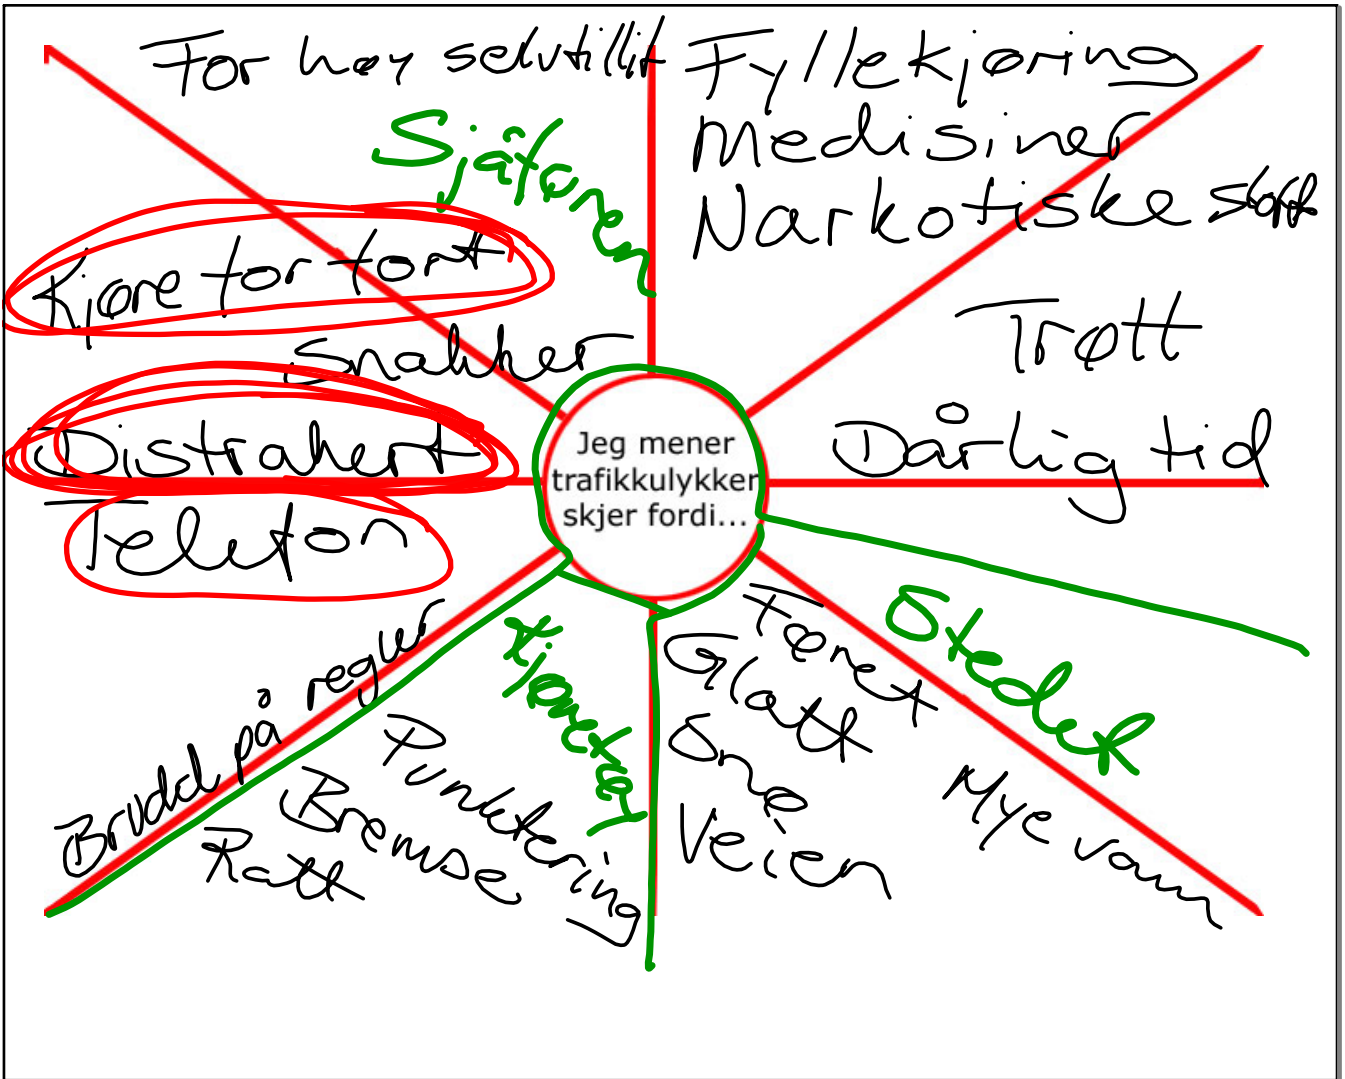 For høy selvtillit
Fyllekjøring
Medisiner
Narkotiske stoff
Sjåføren
Kjøre for fort
Snakker
Trøtt
Distrahert
Dårlig tid
Jeg mener
trafikkulykker
skjer fordi...
Telefon
Brudd på regler
Kjøretøy
Punktering
Bremse
Ratt
Føret
Glatt
Snø
Veien
Stedet
Mye vann